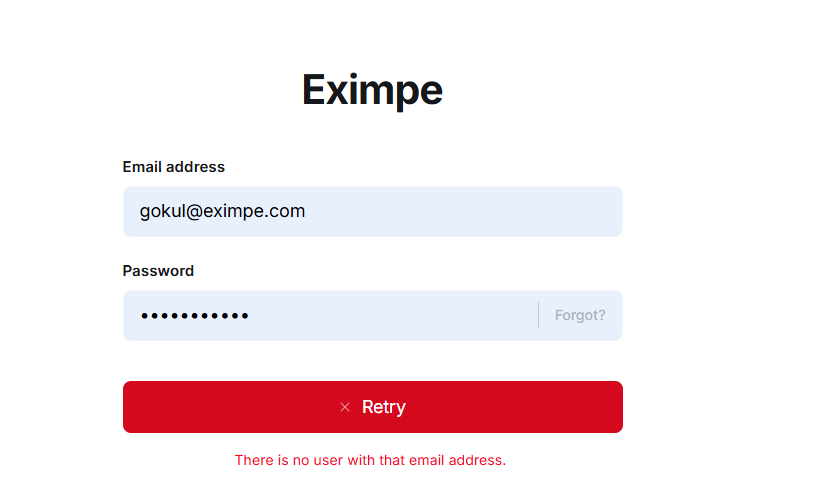 Eximpe
Email address
gokul@eximpe.com
Password
•••••••••••
Forgot?
× Retry
There is no user with that email address.